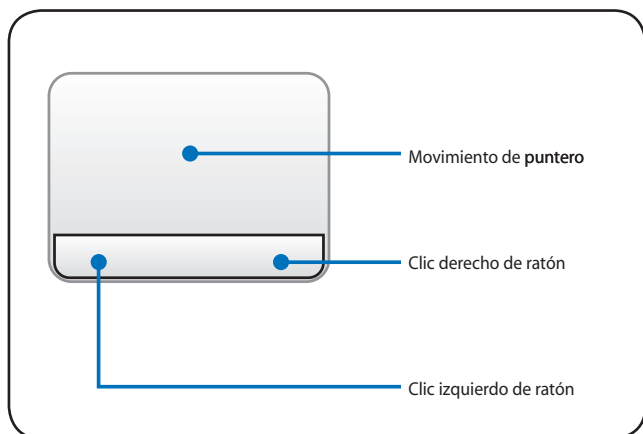 Movimiento de puntero
Clic derecho de ratón
Clic izquierdo de ratón